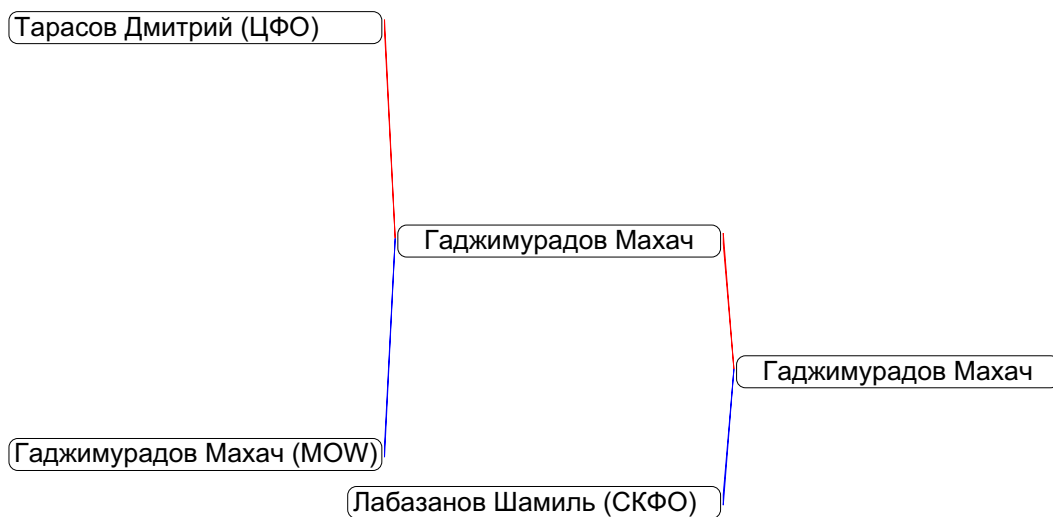 Тарасов Дмитрий (ЦФО)
Гаджимурадов Махач
Гаджимурадов Махач
Гаджимурадов Махач (MOW)
Лабазанов Шамиль (СКФО)